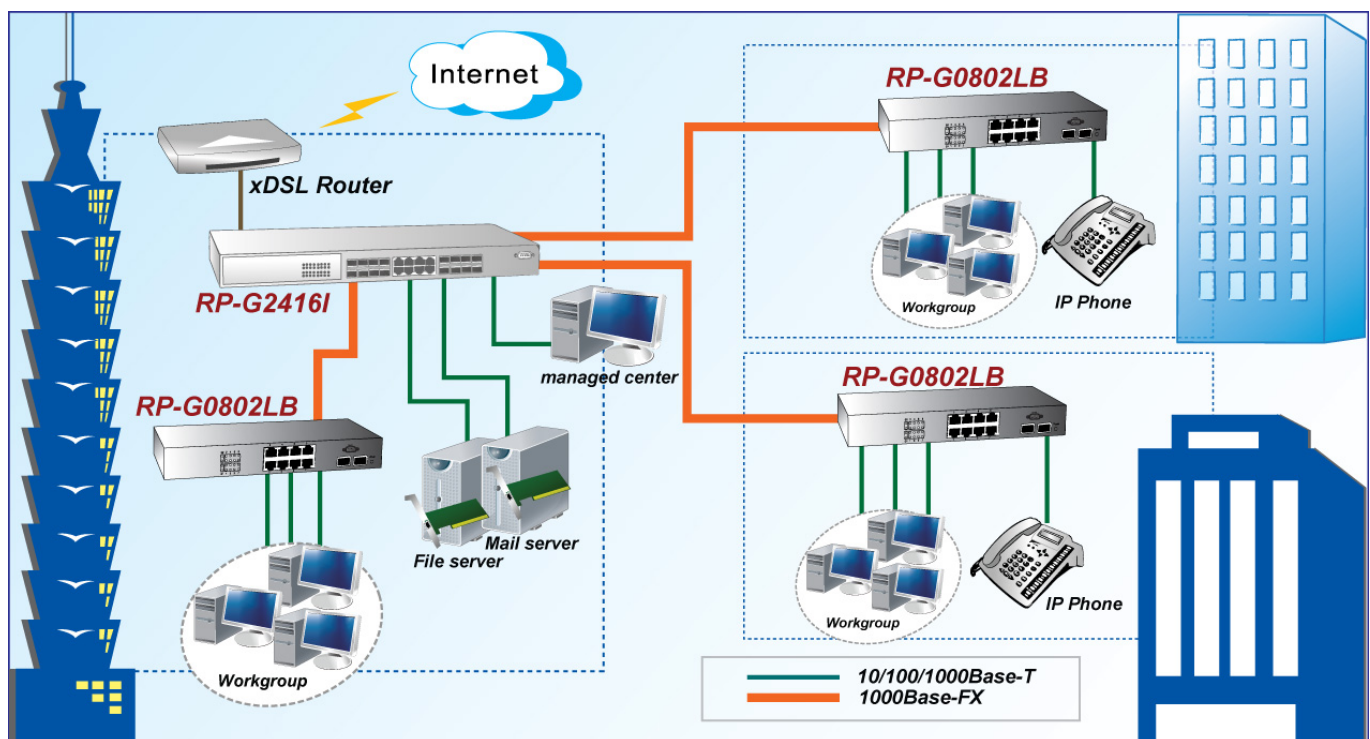 Internet
xDSL Router
RP-G2416I
managed center
RP-G0802LB
File server
Mail server
Workgroup
RP-G0802LB
Workgroup
IP Phone
RP-G0802LB
Workgroup
IP Phone
10/100/1000Base-T
1000Base-FX